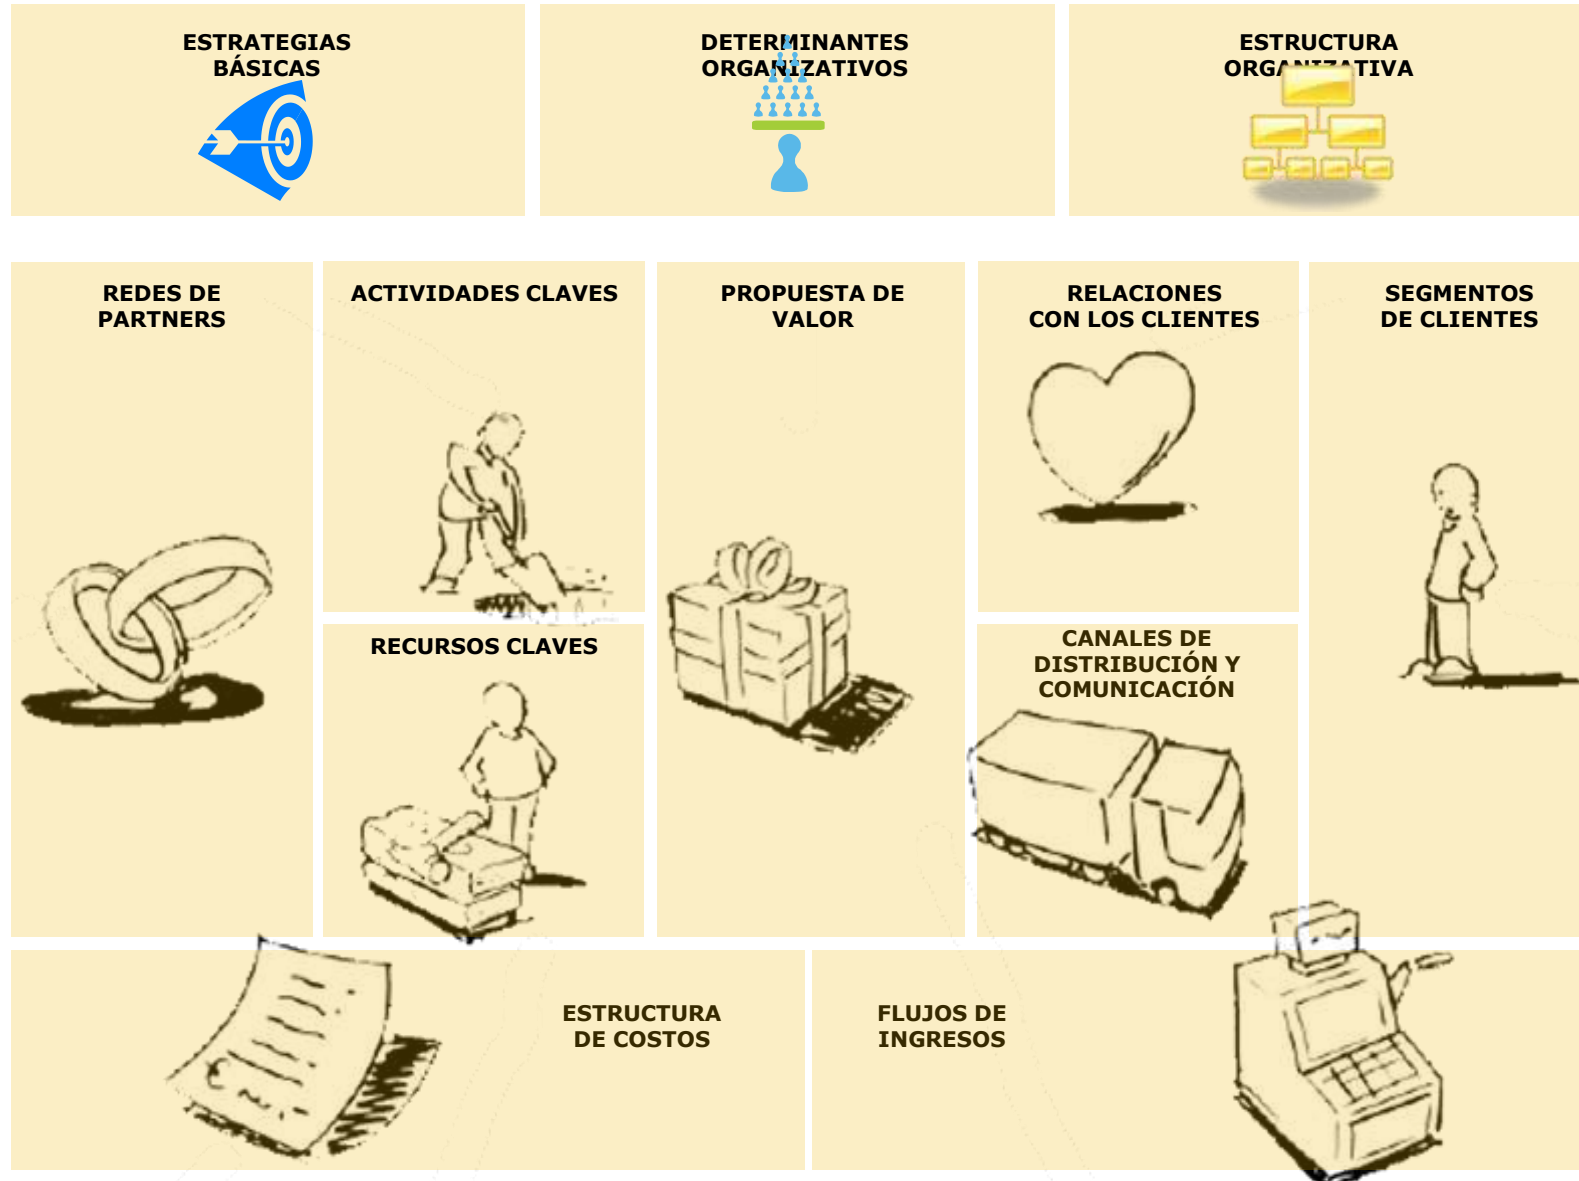 ESTRATEGIAS
BÁSICAS
DETERMINANTES
ORGANIZATIVOS
ESTRUCTURA
ORGANIZATIVA
REDES DE
PARTNERS
ACTIVIDADES CLAVES
PROPUESTA DE
VALOR
RELACIONES
CON LOS CLIENTES
SEGMENTOS
DE CLIENTES
RECURSOS CLAVES
CANALES DE
DISTRIBUCIÓN Y
COMUNICACIÓN
ESTRUCTURA
DE COSTOS
FLUJOS DE
INGRESOS